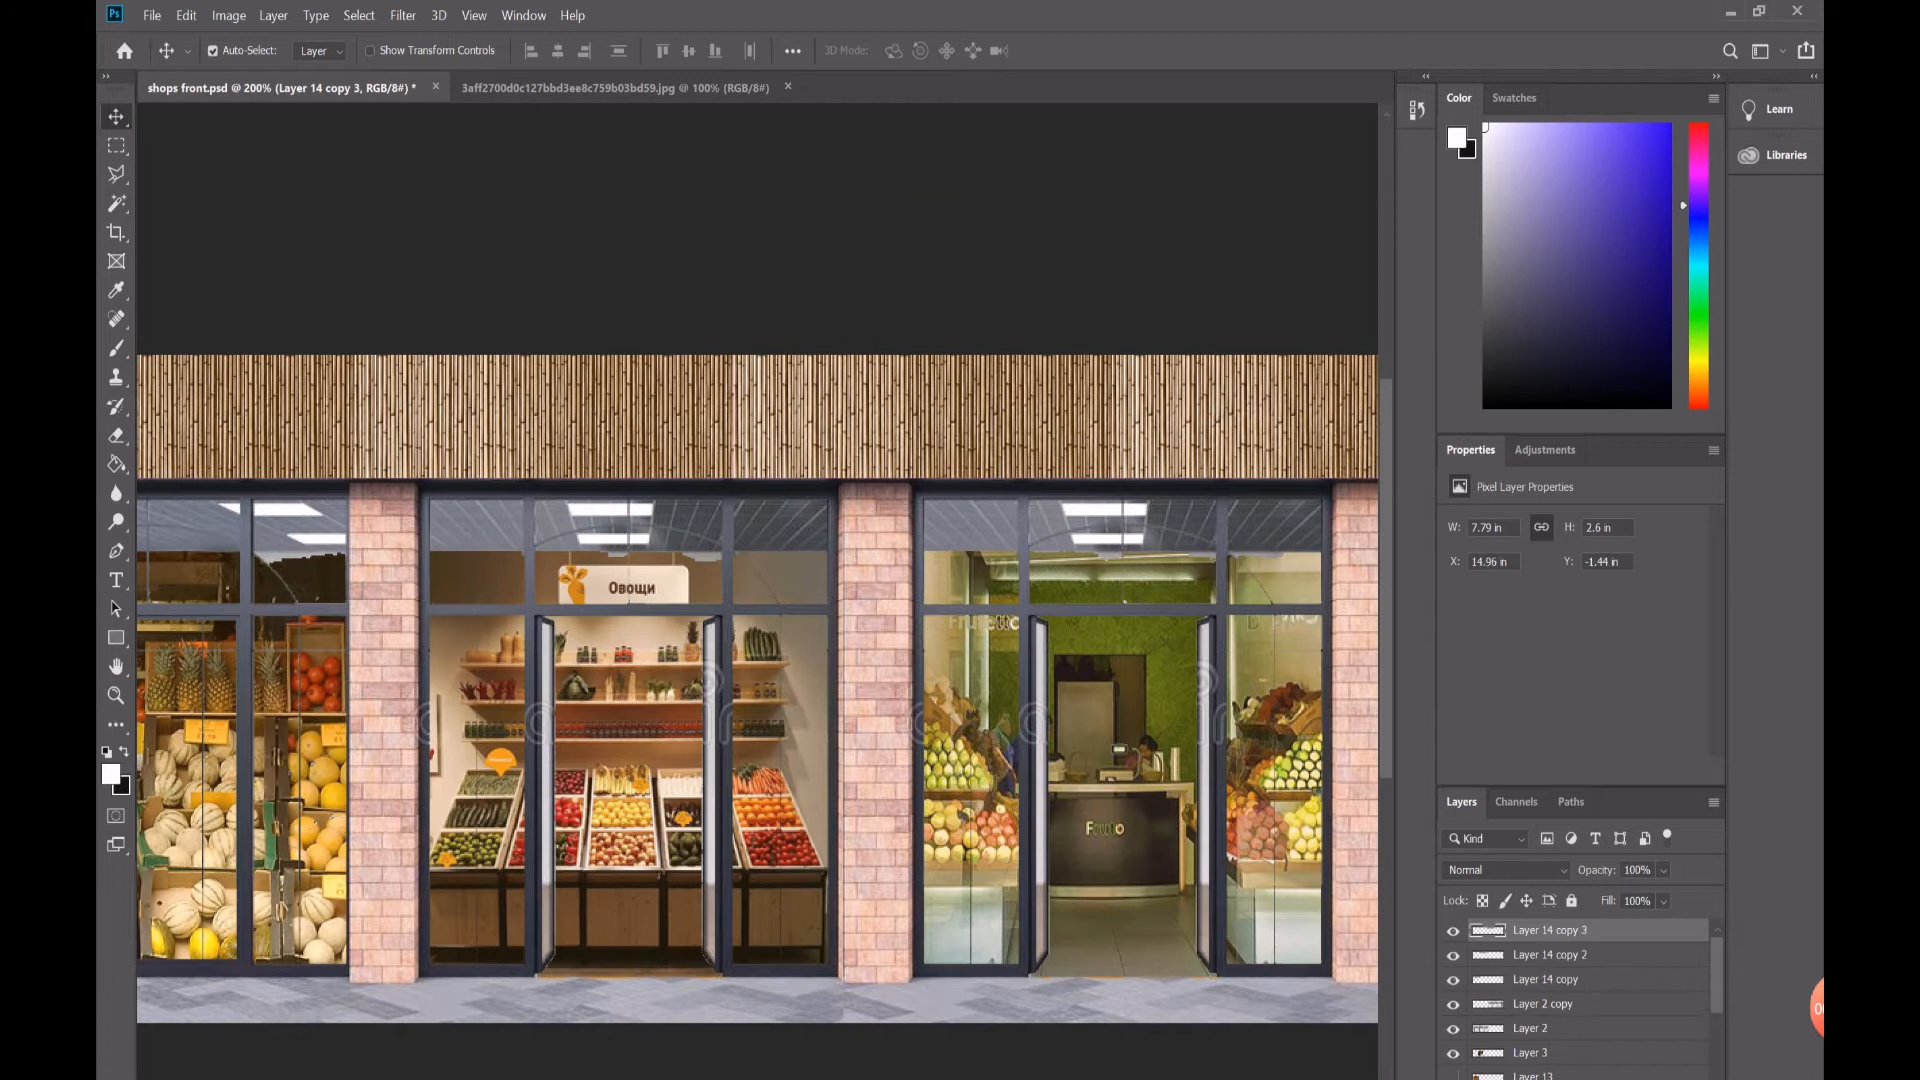 Ps File Edit Image Layer Type Select Filter 3D View Window Help
Auto-Select: Layer Show Transform Controls 3D Mode:
shops front.psd @ 200% (Layer 14 copy 3, RGB/8#) * 3aff2700d0c127bbd3ee8c759b03bd59.jpg @ 100% (RGB/8#)
Color Swatches
Learn
Libraries
Properties Adjustments
Pixel Layer Properties
W: 7.79 in H: 2.6 in
X: 14.96 in Y: -1.44 in
Овощи
Layers Channels Paths
Kind
Normal Opacity: 100%
Lock: Fill: 100%
Layer 14 copy 3
Layer 14 copy 2
Layer 14 copy
Layer 2 copy
Layer 2
Layer 3
Layer 13